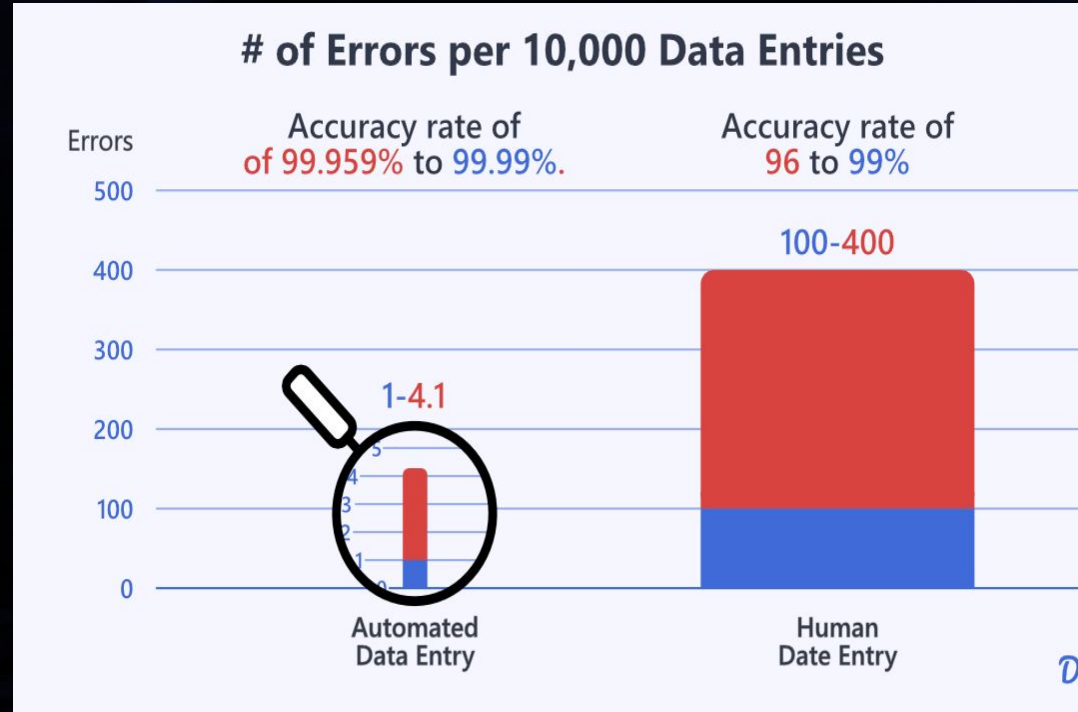 # of Errors per 10,000 Data Entries
Errors
Accuracy rate of
of 99.959% to 99.99%.
Accuracy rate of
96 to 99%
500
400
300
200
100
0
1-4.1
5
4
3
2
1
0
100-400
Automated
Data Entry
Human
Date Entry
D